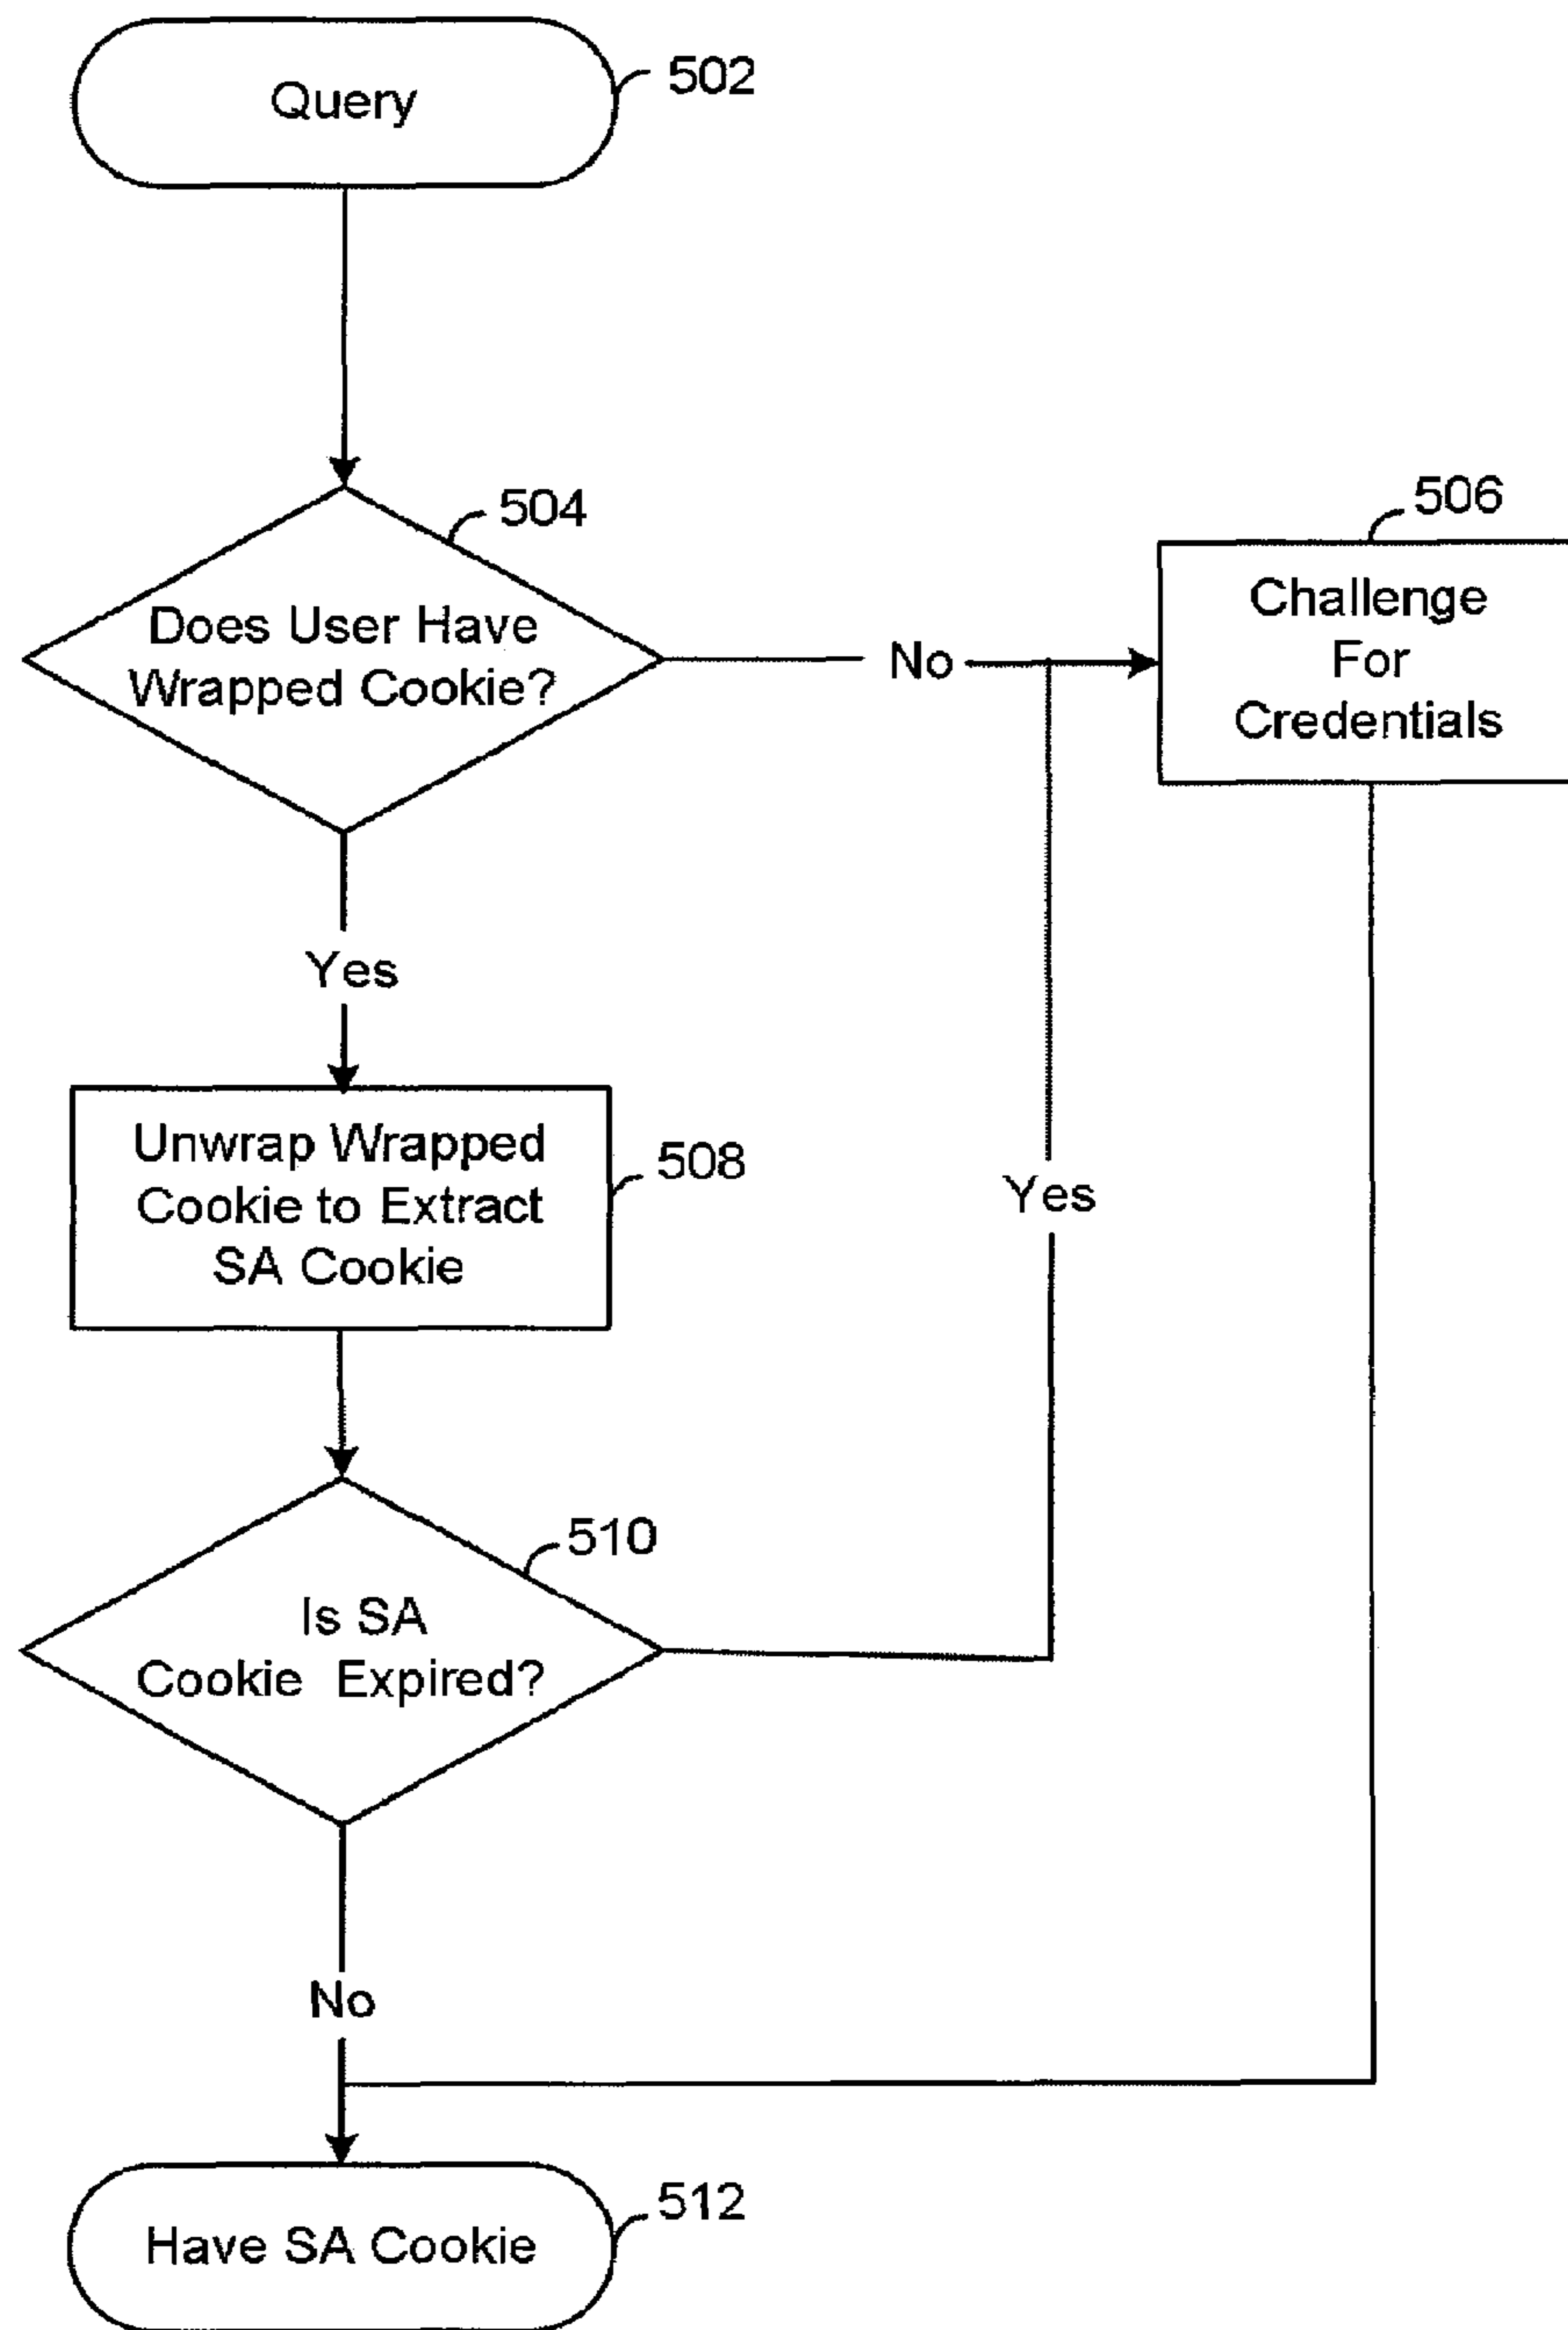 Query
502
504
Does User Have
Wrapped Cookie?
No
506
Challenge
For
Credentials
Yes
Unwrap Wrapped
Cookie to Extract
SA Cookie
508
Yes
510
Is SA
Cookie Expired?
No
Have SA Cookie
512